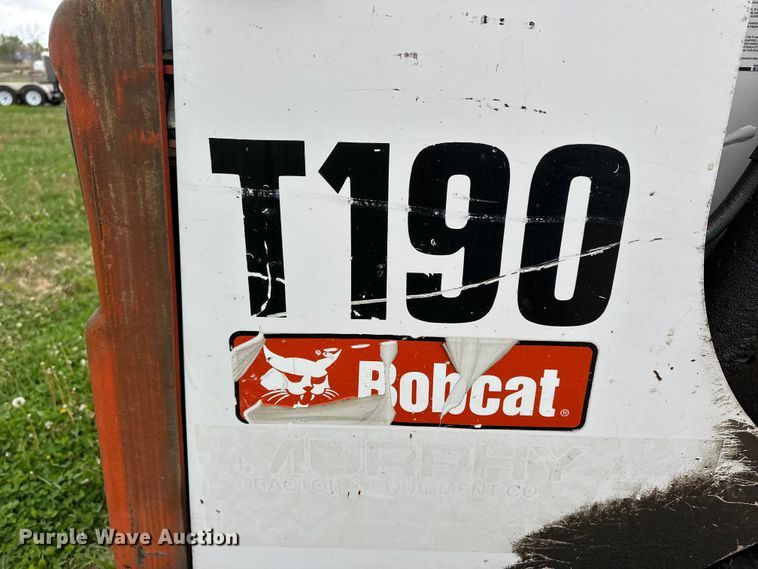 T190
Bobcat®
MURPHY
TRACTOR & EQUIPMENT CO
Purple Wave Auction